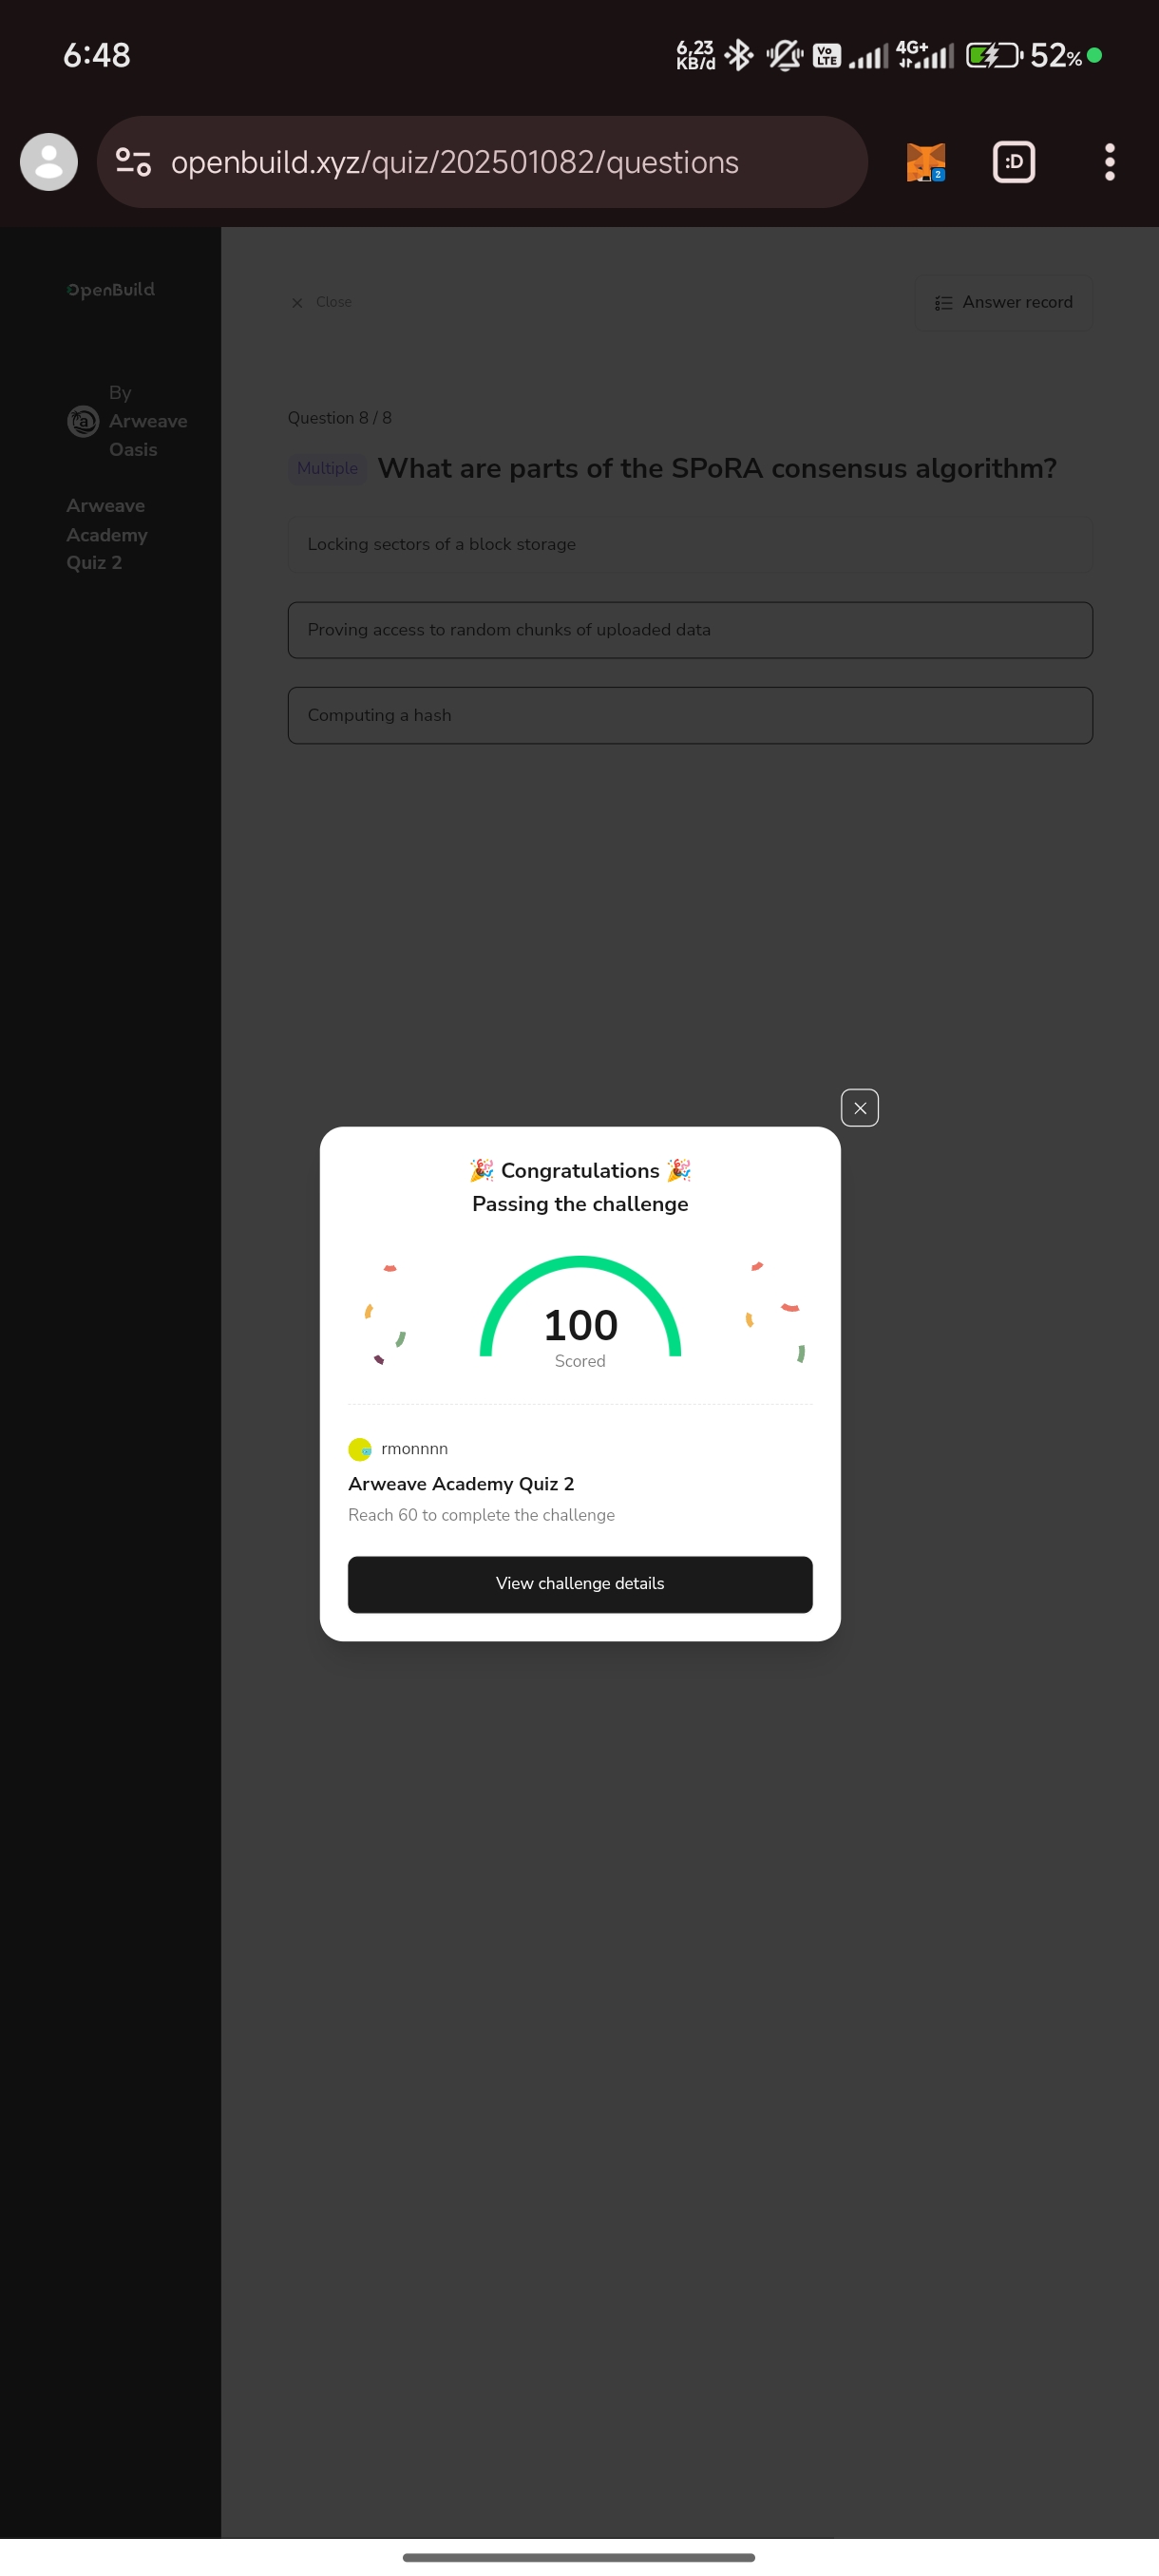 6:48
6,23
KB/d
Vo
LTE
4G+
52%
openbuild.xyz/quiz/202501082/questions
2
:D
OpenBuild
Close
Answer record
By
Arweave
Oasis
Arweave
Academy
Quiz 2
Question 8 / 8
Multiple What are parts of the SPoRA consensus algorithm?
Locking sectors of a block storage
Proving access to random chunks of uploaded data
Computing a hash
🎉 Congratulations 🎉
Passing the challenge
100
Scored
rmonnnn
Arweave Academy Quiz 2
Reach 60 to complete the challenge
View challenge details